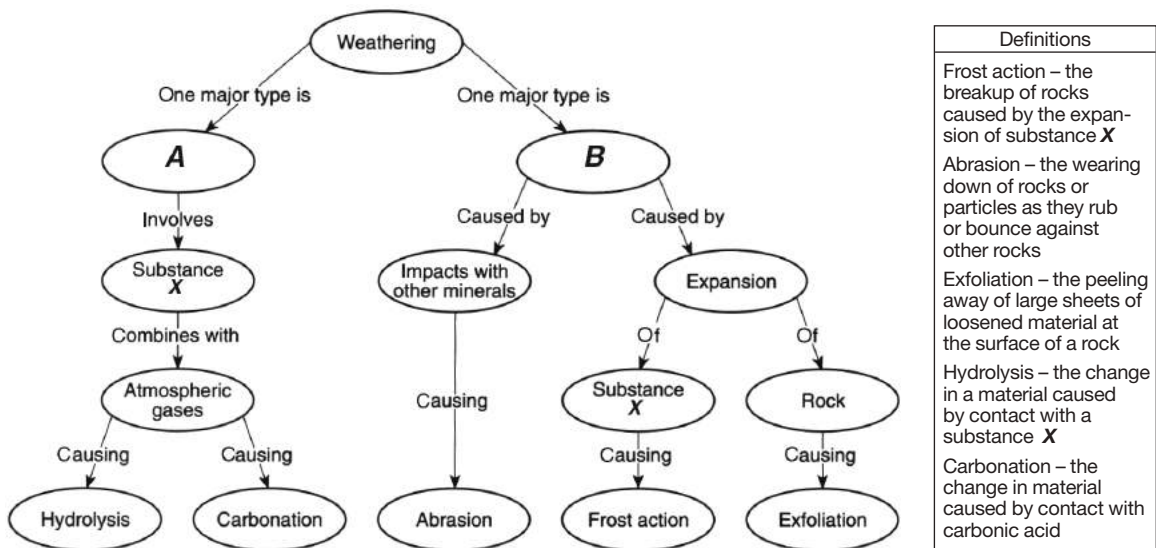 Weathering
One major type is
One major type is
A
B
Involves
Caused by
Caused by
Substance
X
Impacts with
other minerals
Expansion
Combines with
Of
Of
Atmospheric
gases
Causing
Substance
X
Rock
Causing
Causing
Causing
Causing
Hydrolysis
Carbonation
Abrasion
Frost action
Exfoliation
Definitions
Frost action – the
breakup of rocks
caused by the expan-
sion of substance X
Abrasion – the wearing
down of rocks or
particles as they rub
or bounce against
other rocks
Exfoliation – the peeling
away of large sheets of
loosened material at
the surface of a rock
Hydrolysis – the change
in a material caused
by contact with a
substance X
Carbonation – the
change in material
caused by contact with
carbonic acid